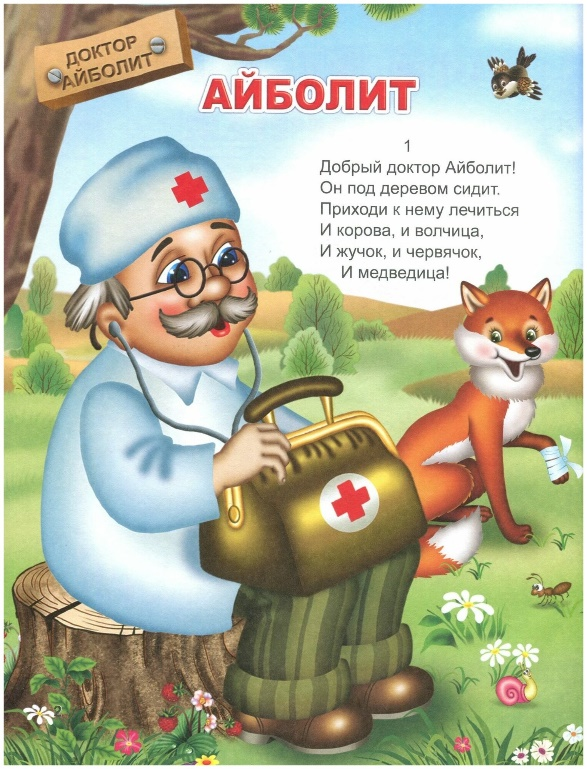 ДОКТОР
АЙБОЛИТ
АЙБОЛИТ
1
Добрый доктор Айболит!
Он под деревом сидит.
Приходи к нему лечиться
И корова, и волчица,
И жучок, и червячок,
И медведица!
2